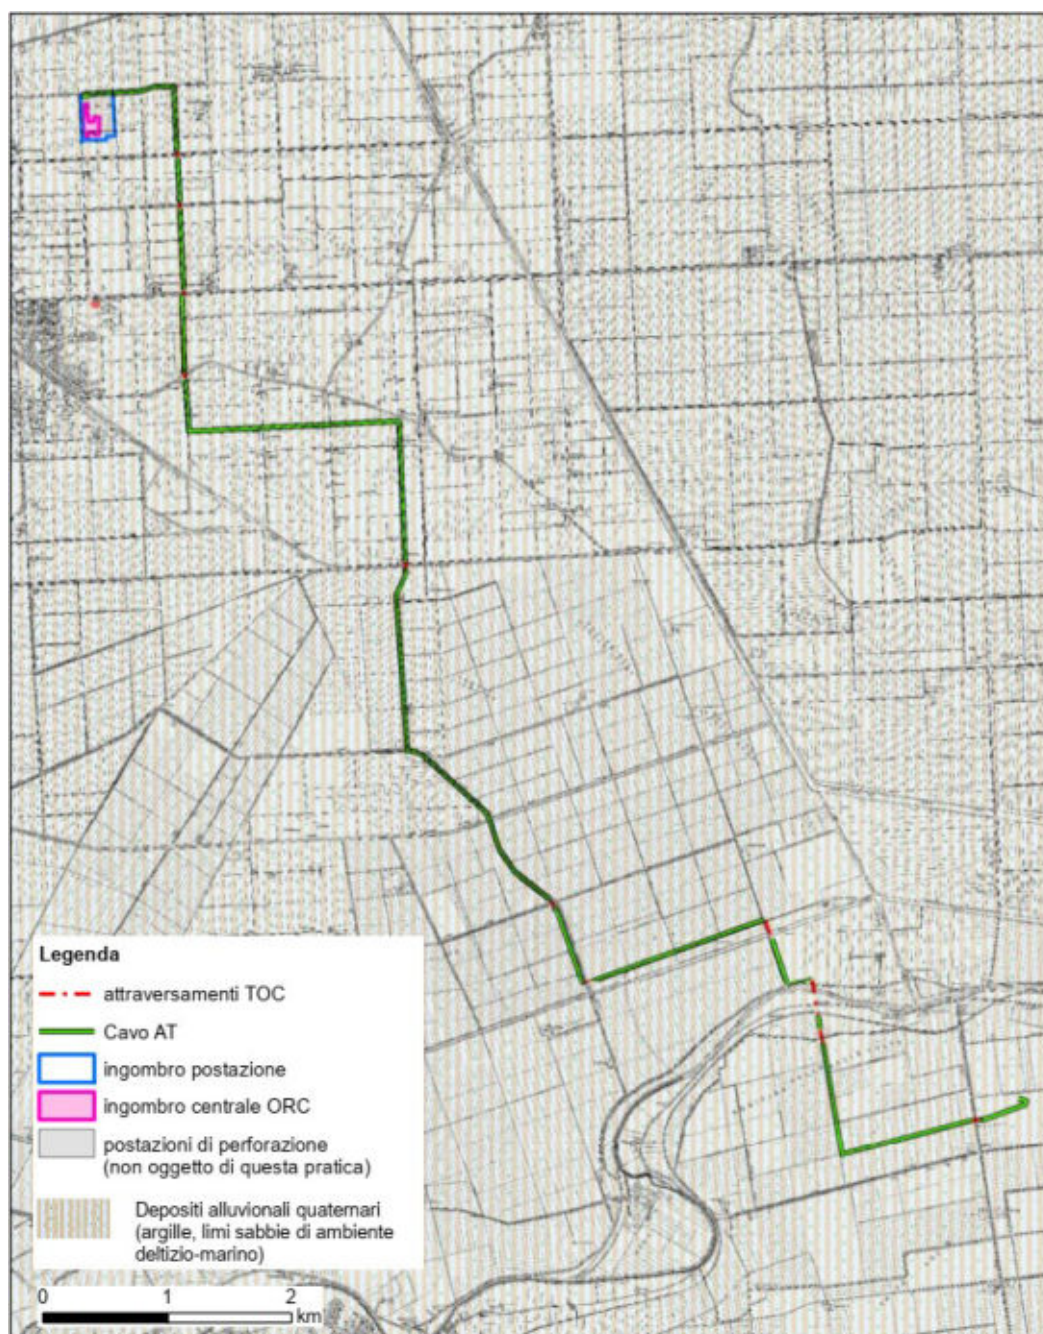 Legenda
attraversamenti TOC
Cavo AT
ingombro postazione
ingombro centrale ORC
postazioni di perforazione
(non oggetto di questa pratica)
Depositi alluvionali quaternari
(argille, limi sabbie di ambiente
deltizio-marino)
0 1 2
km